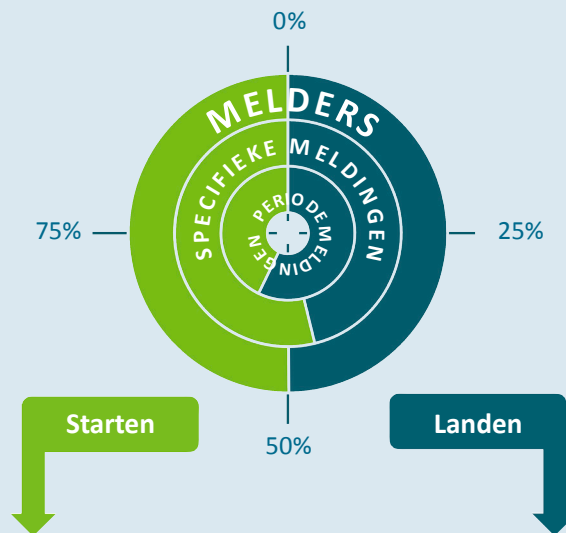 0%
MELDERS
SPECIFIEKE MELDINGEN
PERIODEMELDINGEN
75%
25%
50%
Starten
Landen